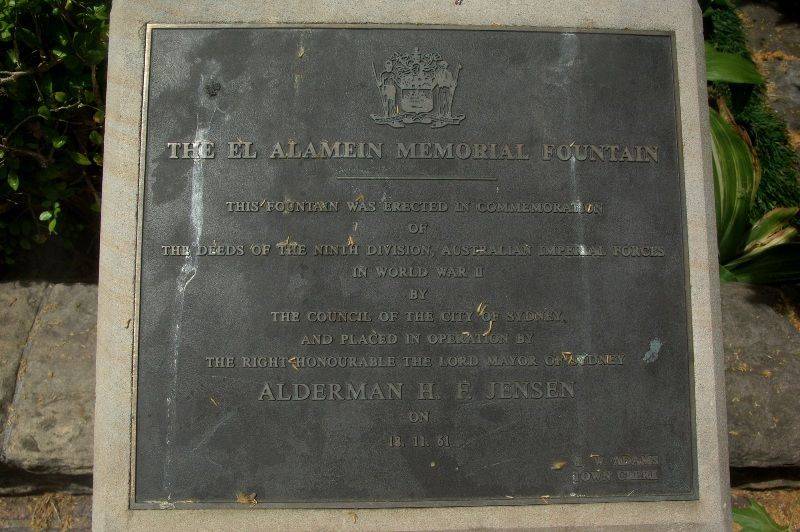 THE EL ALAMEIN MEMORIAL FOUNTAIN
THIS FOUNTAIN WAS ERECTED IN COMMEMORATION
OF
THE DEEDS OF THE NINTH DIVISION, AUSTRALIAN IMPERIAL FORCES
IN WORLD WAR II
BY
THE COUNCIL OF THE CITY OF SYDNEY,
AND PLACED IN OPERATION BY
THE RIGHT HONOURABLE THE LORD MAYOR OF SYDNEY
ALDERMAN H. F. JENSEN
ON
18. 11. 61
ADAMS
TOWN CLERK